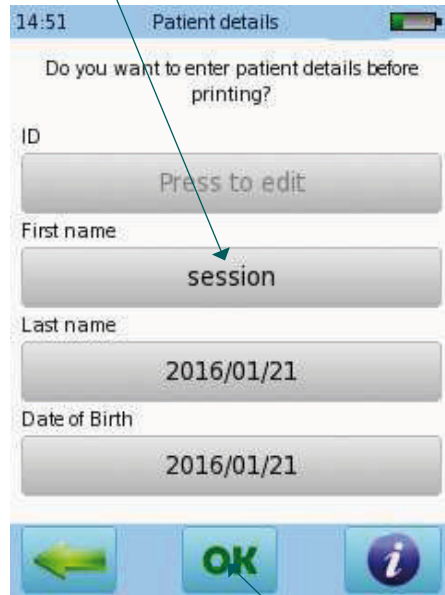 14:51 Patient details
Do you want to enter patient details before
printing?
ID
Press to edit
First name
session
Last name
2016/01/21
Date of Birth
2016/01/21
OK
i